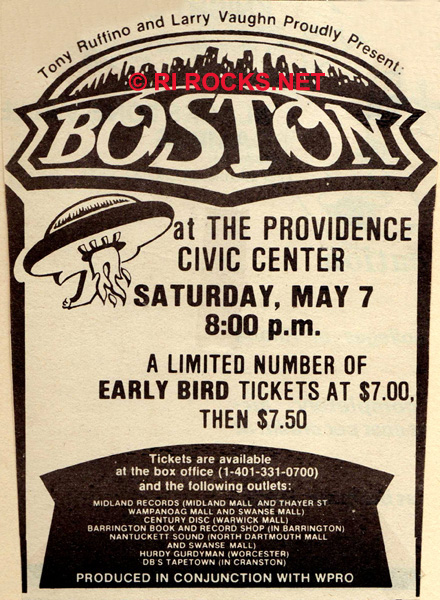 Tony Ruffino and Larry Vaughn Proudly Present:
© RI ROCKS.NET
BOSTON
at THE PROVIDENCE
CIVIC CENTER
SATURDAY, MAY 7
8:00 p.m.
A LIMITED NUMBER OF
EARLY BIRD TICKETS AT $7.00,
THEN $7.50
Tickets are available
at the box office (1-401-331-0700)
and the following outlets:
MIDLAND RECORDS (MIDLAND MALL AND THAYER ST
WAMPANOAG MALL AND SWANSE MALL)
CENTURY DISC (WARWICK MALL)
BARRINGTON BOOK AND RECORD SHOP (IN BARRINGTON)
NANTUCKETT SOUND (NORTH DARTMOUTH MALL
AND SWANSE MALL)
HURDY GURDYMAN (WORCESTER)
DB'S TAPETOWN (IN CRANSTON)
PRODUCED IN CONJUNCTION WITH WPRO